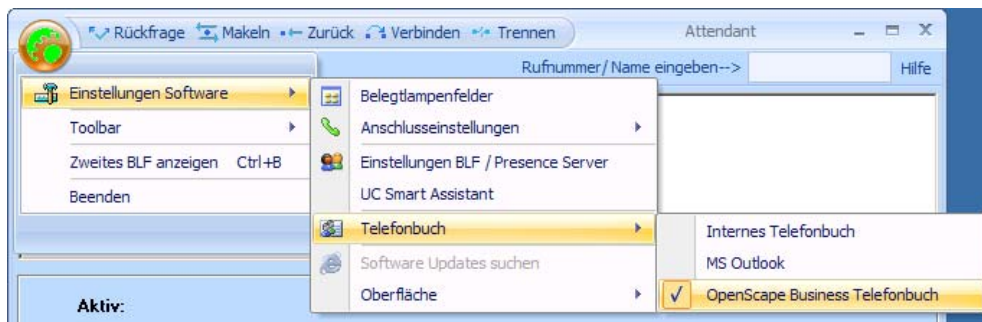 Rückfrage Makeln Zurück Verbinden Trennen Attendant
Rufnummer/ Name eingeben--> Hilfe
Einstellungen Software
Toolbar
Zweites BLF anzeigen Ctrl+B
Beenden
Belegtlampenfelder
Anschlusseinstellungen
Einstellungen BLF / Presence Server
UC Smart Assistant
Telefonbuch
Software Updates suchen
Oberfläche
Internes Telefonbuch
MS Outlook
OpenScape Business Telefonbuch
Aktiv: